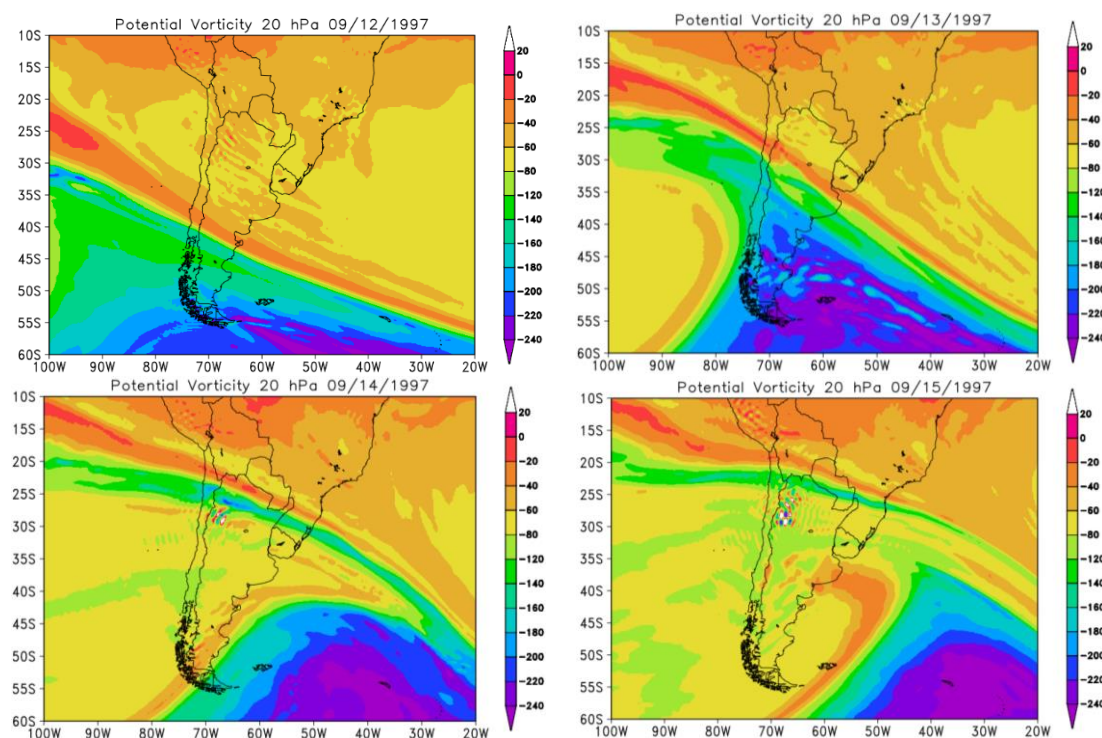 Potential Vorticity 20 hPa 09/12/1997
10S
15S
20S
25S
30S
35S
40S
45S
50S
55S
60S
100W 90W 80W 70W 60W 50W 40W 30W 20W
20
0
-20
-40
-60
-80
-120
-140
-160
-180
-200
-220
-240
Potential Vorticity 20 hPa 09/13/1997
10S
15S
20S
25S
30S
35S
40S
45S
50S
55S
60S
100W 90W 80W 70W 60W 50W 40W 30W 20W
20
0
-20
-40
-60
-80
-120
-140
-160
-180
-200
-220
-240
Potential Vorticity 20 hPa 09/14/1997
10S
15S
20S
25S
30S
35S
40S
45S
50S
55S
60S
100W 90W 80W 70W 60W 50W 40W 30W 20W
20
0
-20
-40
-60
-80
-120
-140
-160
-180
-200
-220
-240
Potential Vorticity 20 hPa 09/15/1997
10S
15S
20S
25S
30S
35S
40S
45S
50S
55S
60S
100W 90W 80W 70W 60W 50W 40W 30W 20W
20
0
-20
-40
-60
-80
-120
-140
-160
-180
-200
-220
-240